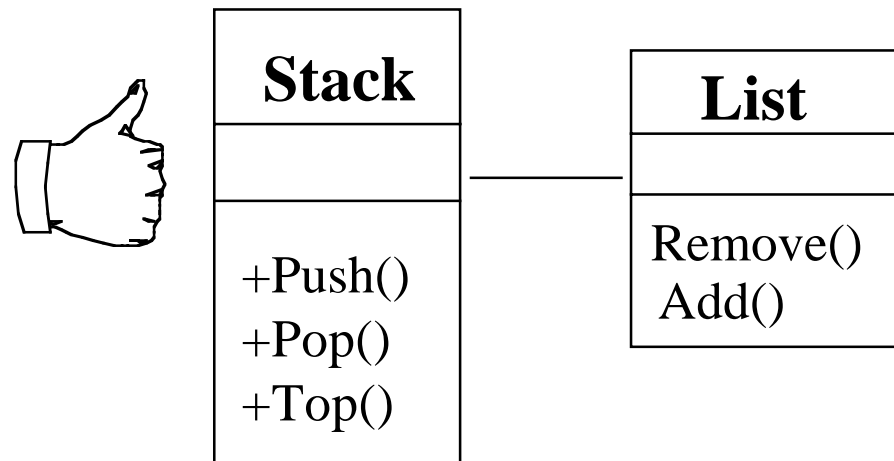 Stack
+Push()
+Pop()
+Top()
List
Remove()
Add()